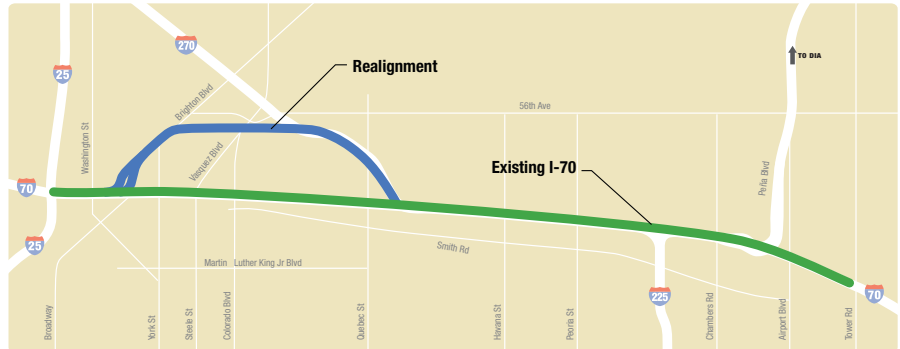 270
25
Realignment
TO DIA
Brighton Blvd
56th Ave
Washington St
Vasquez Blvd
Existing I-70
Peña Blvd
70
25
Smith Rd
Martin Luther King Jr Blvd
225
70
Broadway
York St
Steele St
Colorado Blvd
Quebec St
Havana St
Peoria St
Chambers Rd
Airport Blvd
Tower Rd